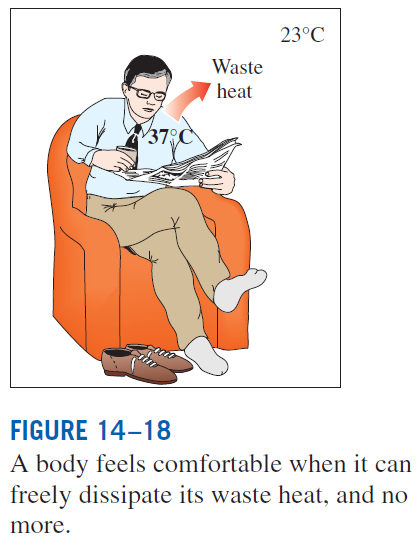 23°C
Waste
heat
37°C
FIGURE 14–18
A body feels comfortable when it can
freely dissipate its waste heat, and no
more.